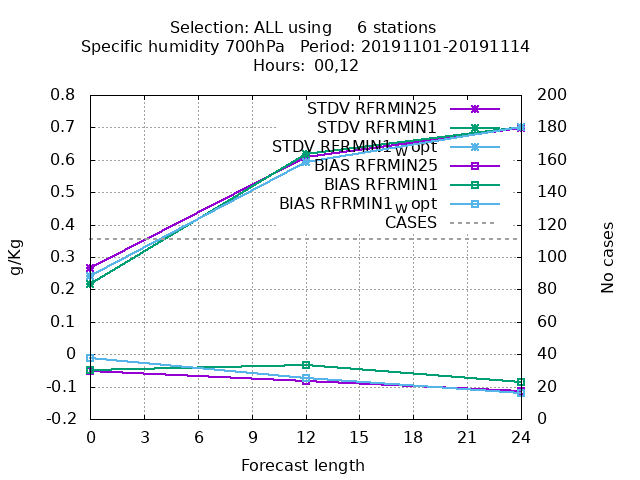 Selection: ALL using     6 stations
Specific humidity 700hPa   Period: 20191101-20191114
Hours: 00,12
0.8
0.7
0.6
0.5
0.4
0.3
0.2
0.1
0
-0.1
-0.2
g/Kg
STDV RFRMIN25
STDV RFRMIN1
STDV RFRMIN1W opt
BIAS RFRMIN25
BIAS RFRMIN1
BIAS RFRMIN1W opt
CASES
200
180
160
140
120
100
80
60
40
20
0
No cases
0 3 6 9 12 15 18 21 24
Forecast length